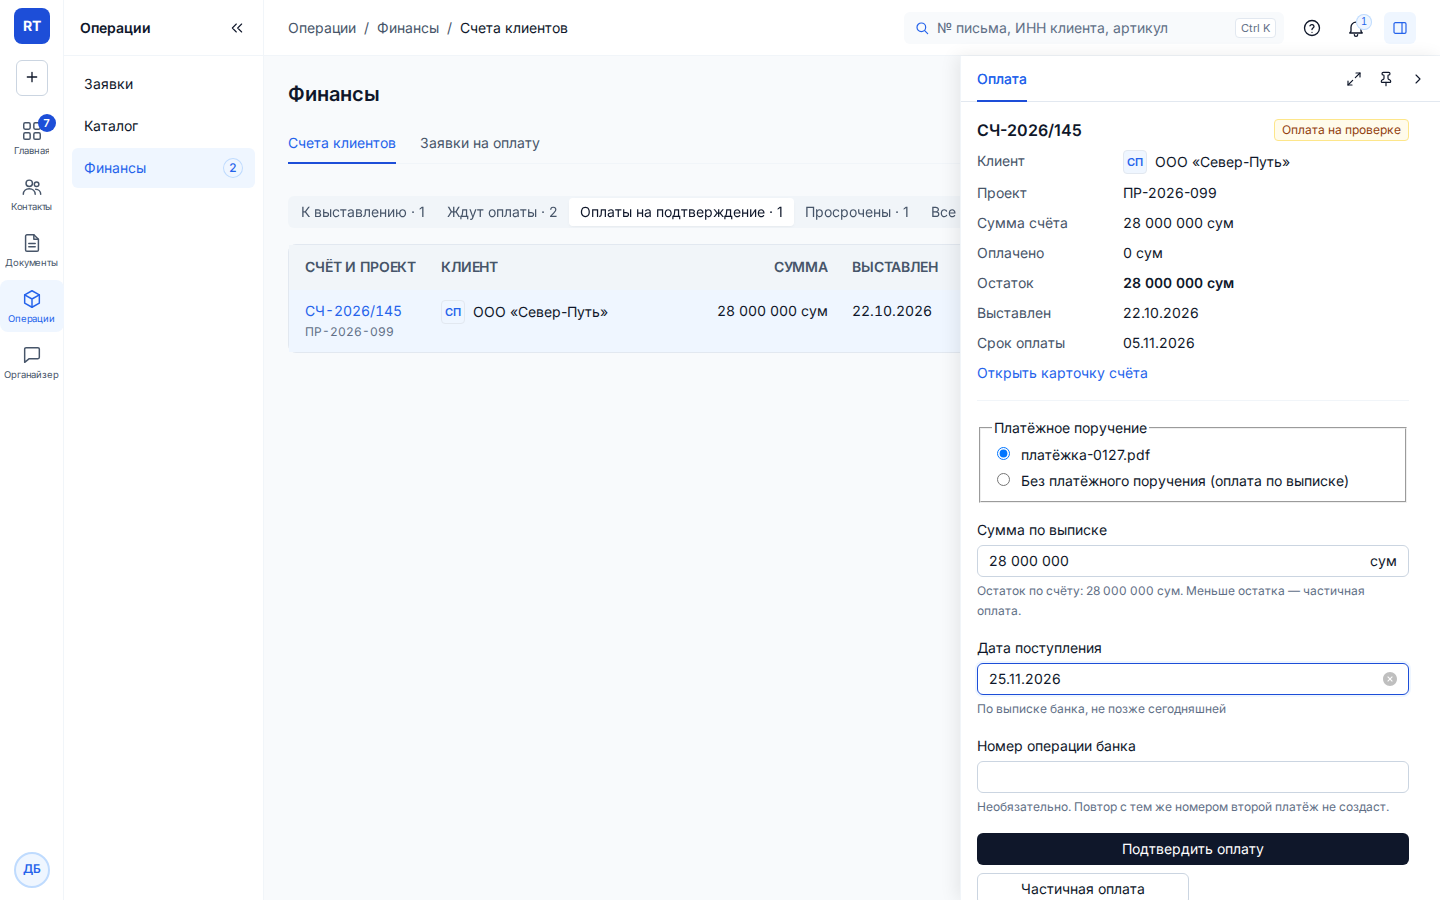 RT
Главная
7
Контакты
Документы
Операции
Органайзер
ДБ
Операции
Заявки
Каталог
Финансы
2
Операции / Финансы / Счета клиентов
№ письма, ИНН клиента, артикул
Ctrl K
1
Финансы
Счета клиентов
Заявки на оплату
К выставлению · 1
Ждут оплаты · 2
Оплаты на подтверждение · 1
Просрочены · 1
Все
СЧЁТ И ПРОЕКТ
КЛИЕНТ
СУММА
ВЫСТАВЛЕН
СЧ-2026/145
ПР-2026-099
СП
ООО «Север-Путь»
28 000 000 сум
22.10.2026
Оплата
СЧ-2026/145
Оплата на проверке
Клиент
СП ООО «Север-Путь»
Проект
ПР-2026-099
Сумма счёта
28 000 000 сум
Оплачено
0 сум
Остаток
28 000 000 сум
Выставлен
22.10.2026
Срок оплаты
05.11.2026
Открыть карточку счёта
Платёжное поручение
платёжка-0127.pdf
Без платёжного поручения (оплата по выписке)
Сумма по выписке
28 000 000
сум
Остаток по счёту: 28 000 000 сум. Меньше остатка — частичная
оплата.
Дата поступления
25.11.2026
По выписке банка, не позже сегодняшней
Номер операции банка
Необязательно. Повтор с тем же номером второй платёж не создаст.
Подтвердить оплату
Частичная оплата